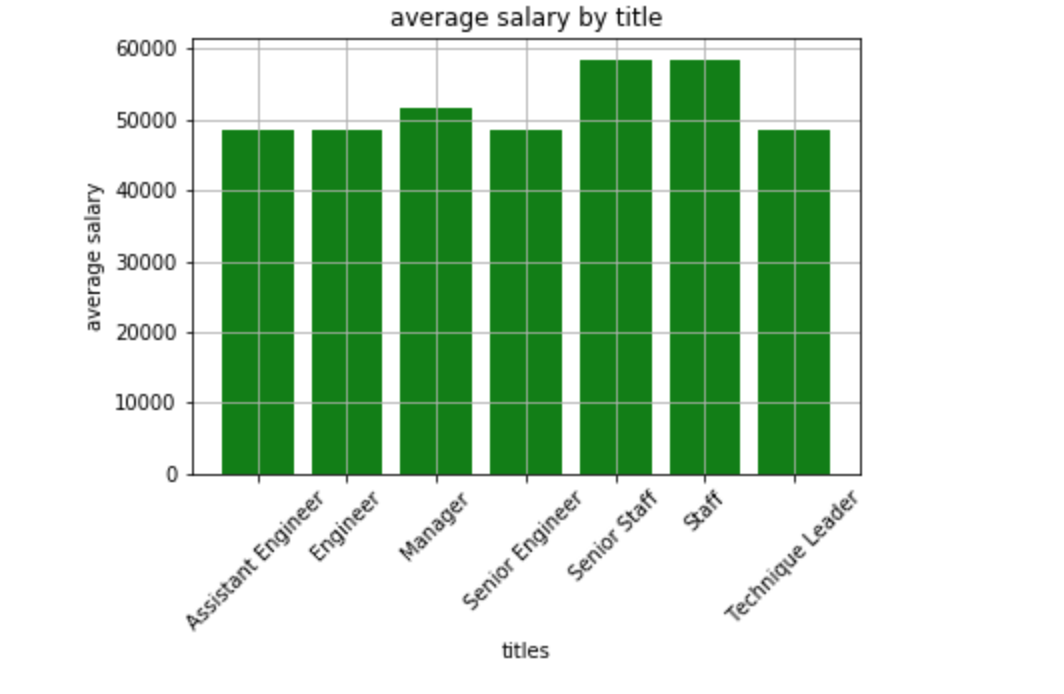 average salary by title
60000
50000
40000
30000
20000
10000
0
average salary
Assistant Engineer
Engineer
Manager
Senior Engineer
Senior Staff
Staff
Technique Leader
titles